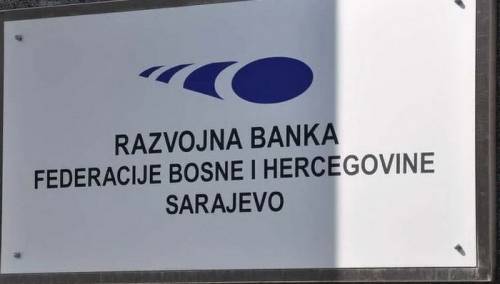 RAZVOJNA BANKA
FEDERACIJE BOSNE I HERCEGOVINE
SARAJEVO